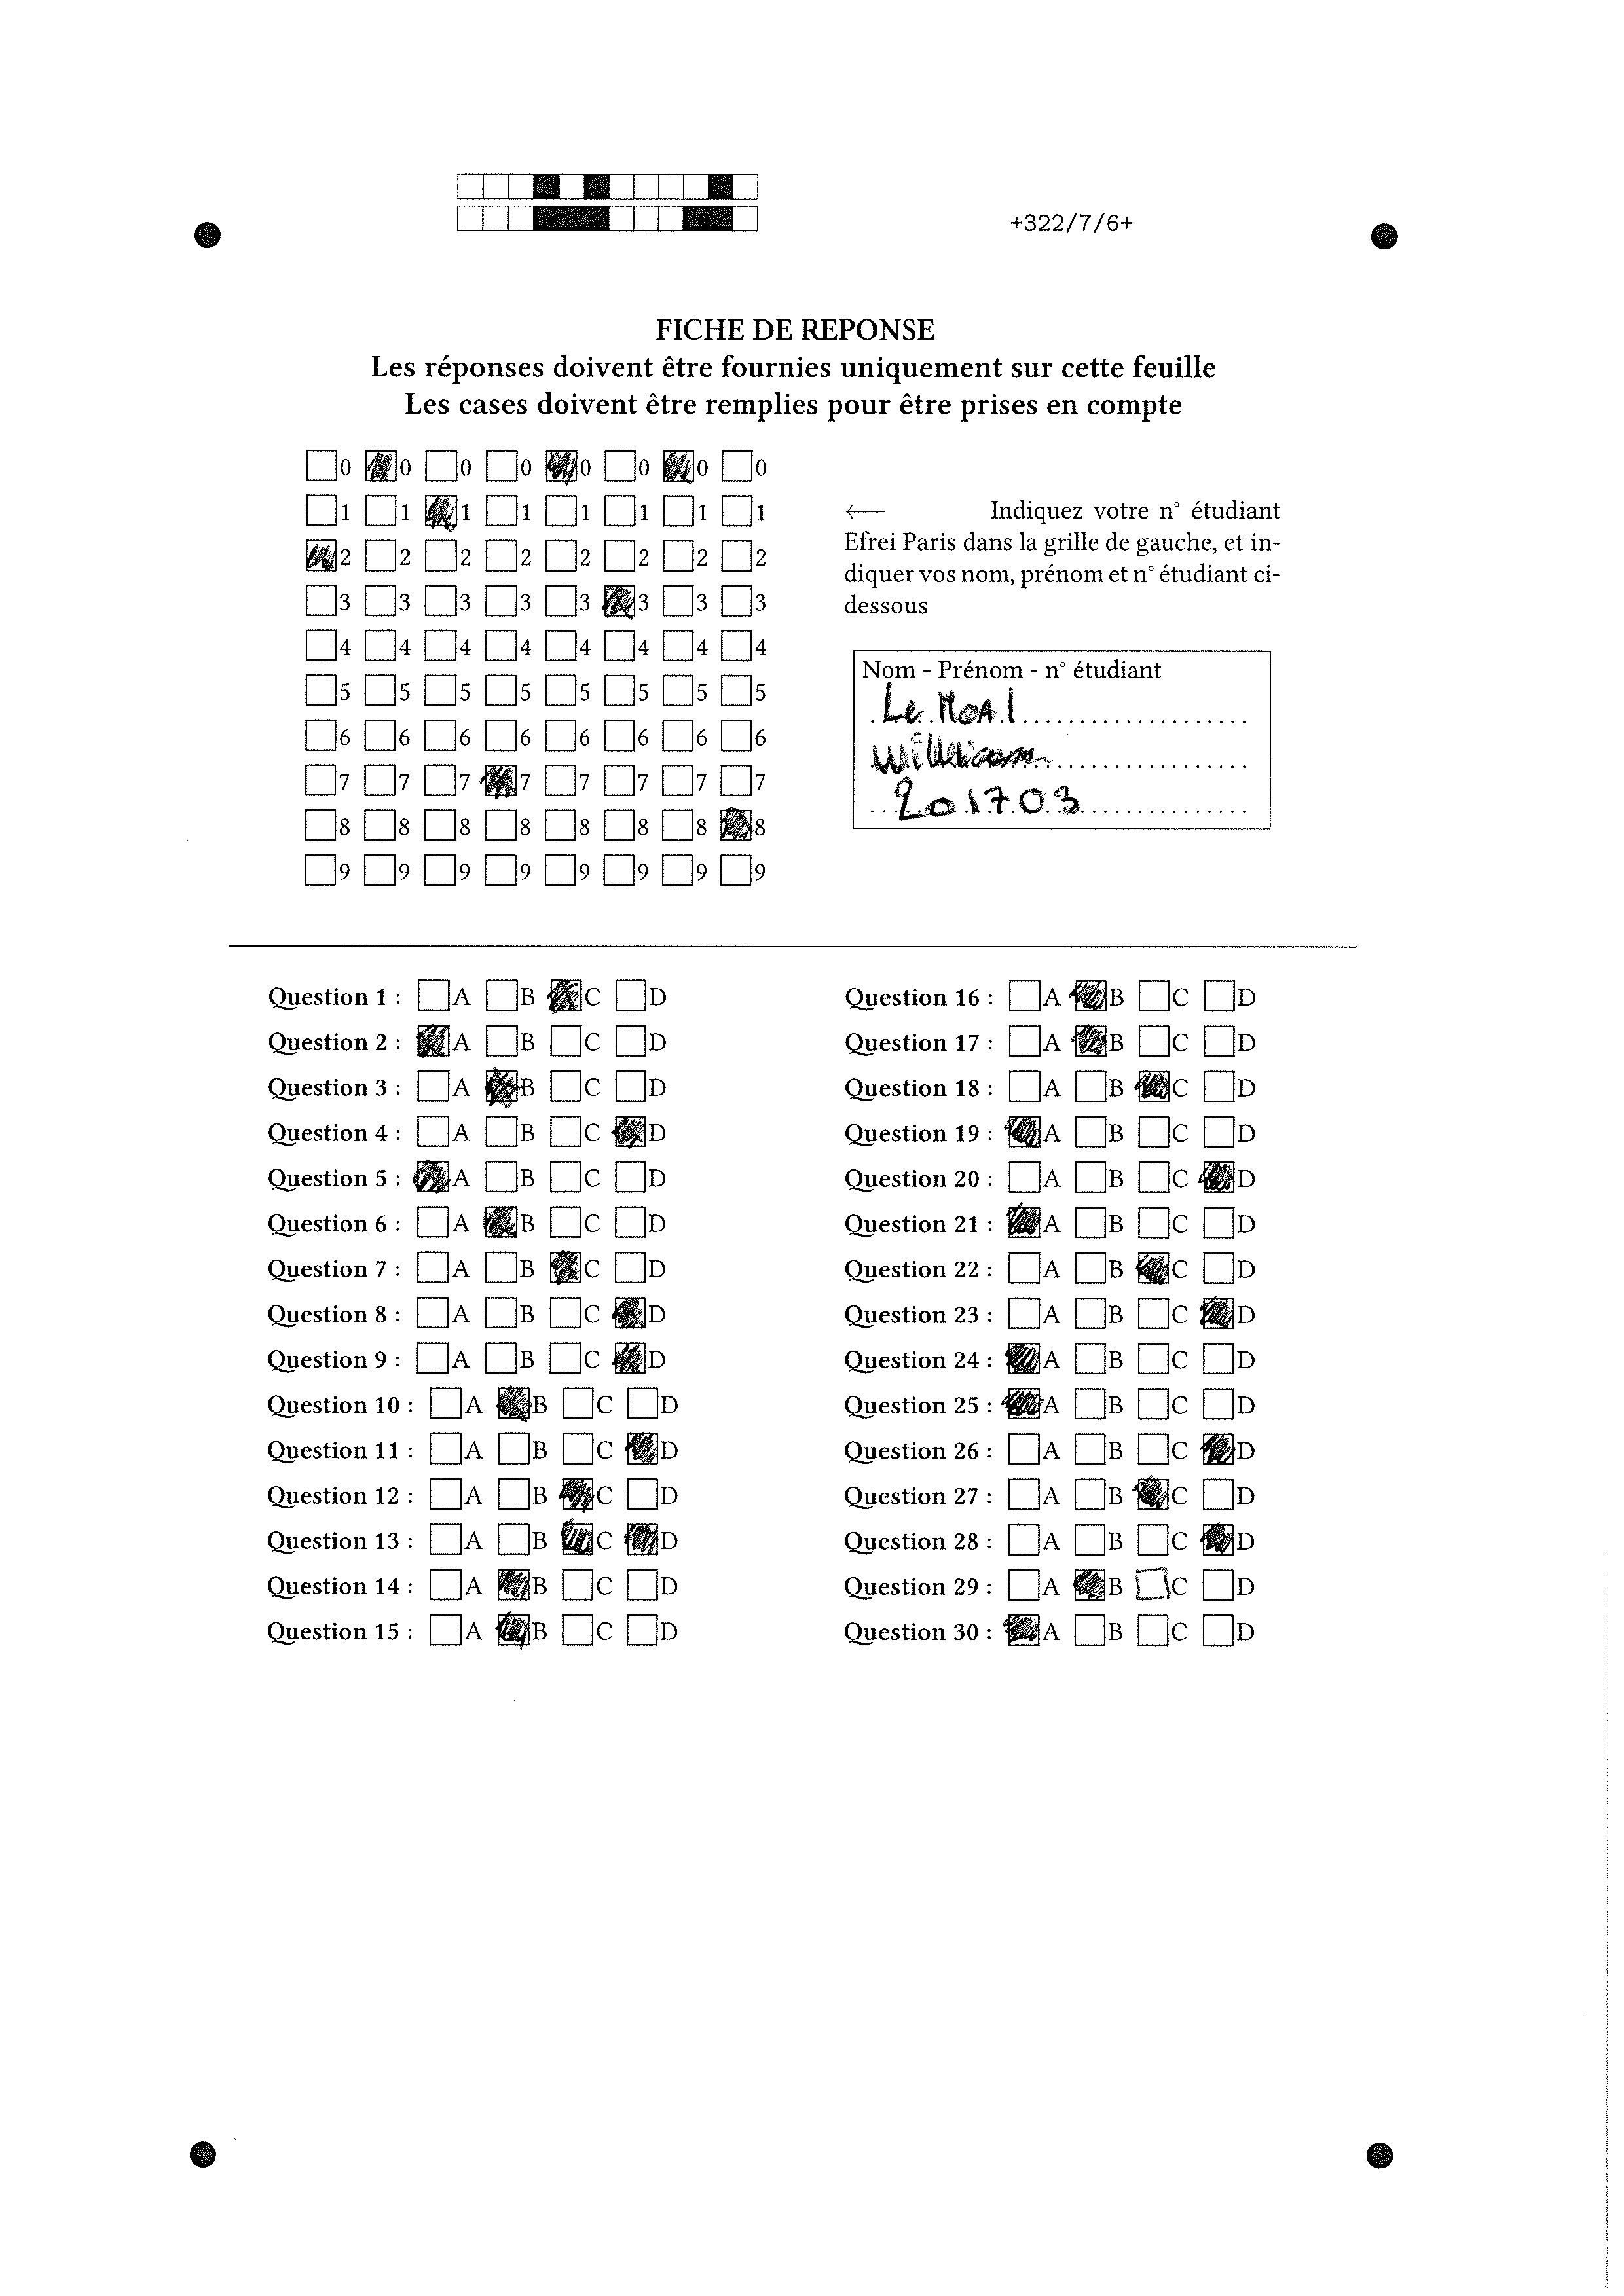 +322/7/6+
FICHE DE REPONSE
Les réponses doivent être fournies uniquement sur cette feuille
Les cases doivent être remplies pour être prises en compte
0 0 0 0 0 0 0 0
1 1 1 1 1 1 1 1
2 2 2 2 2 2 2 2
3 3 3 3 3 3 3 3
4 4 4 4 4 4 4 4
5 5 5 5 5 5 5 5
6 6 6 6 6 6 6 6
7 7 7 7 7 7 7 7
8 8 8 8 8 8 8 8
9 9 9 9 9 9 9 9
← Indiquez votre n° étudiant
Efrei Paris dans la grille de gauche, et in-
diquer vos nom, prénom et n° étudiant ci-
dessous
Nom - Prénom - n° étudiant
Le MoAl
William
201703
Question 1 : A B C D
Question 2 : A B C D
Question 3 : A B C D
Question 4 : A B C D
Question 5 : A B C D
Question 6 : A B C D
Question 7 : A B C D
Question 8 : A B C D
Question 9 : A B C D
Question 10 : A B C D
Question 11 : A B C D
Question 12 : A B C D
Question 13 : A B C D
Question 14 : A B C D
Question 15 : A B C D
Question 16 : A B C D
Question 17 : A B C D
Question 18 : A B C D
Question 19 : A B C D
Question 20 : A B C D
Question 21 : A B C D
Question 22 : A B C D
Question 23 : A B C D
Question 24 : A B C D
Question 25 : A B C D
Question 26 : A B C D
Question 27 : A B C D
Question 28 : A B C D
Question 29 : A B C D
Question 30 : A B C D